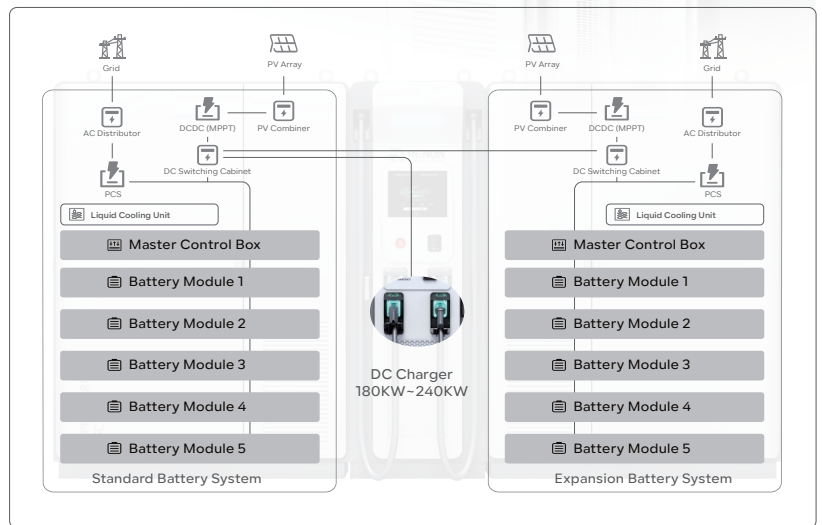 Grid
PV Array
PV Array
Grid
AC Distributor
DCDC (MPPT)
PV Combiner
PV Combiner
DCDC (MPPT)
AC Distributor
DC Switching Cabinet
DC Switching Cabinet
PCS
PCS
Liquid Cooling Unit
Liquid Cooling Unit
Master Control Box
Master Control Box
Battery Module 1
Battery Module 1
Battery Module 2
Battery Module 2
Battery Module 3
Battery Module 3
Battery Module 4
Battery Module 4
Battery Module 5
Battery Module 5
DC Charger
180KW~240KW
Standard Battery System
Expansion Battery System